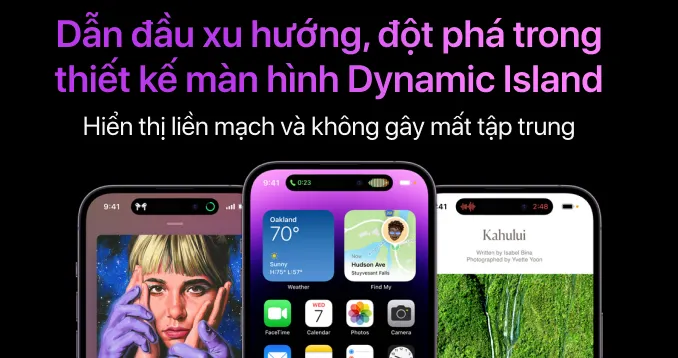 Dẫn đầu xu hướng, đột phá trong
thiết kế màn hình Dynamic Island
Hiển thị liền mạch và không gây mất tập trung
9:41
9:41 0:23
9:41 2:48
Oakland
70°
Sunny
H:75° L:57°
Weather
Now
Hudson Ave
Stuyvesant Falls
Find My
WED
7
FaceTime
Calendar
Photos
Camera
Kahului
Written by Isabel Bina
Photographed by Yvette Yoon